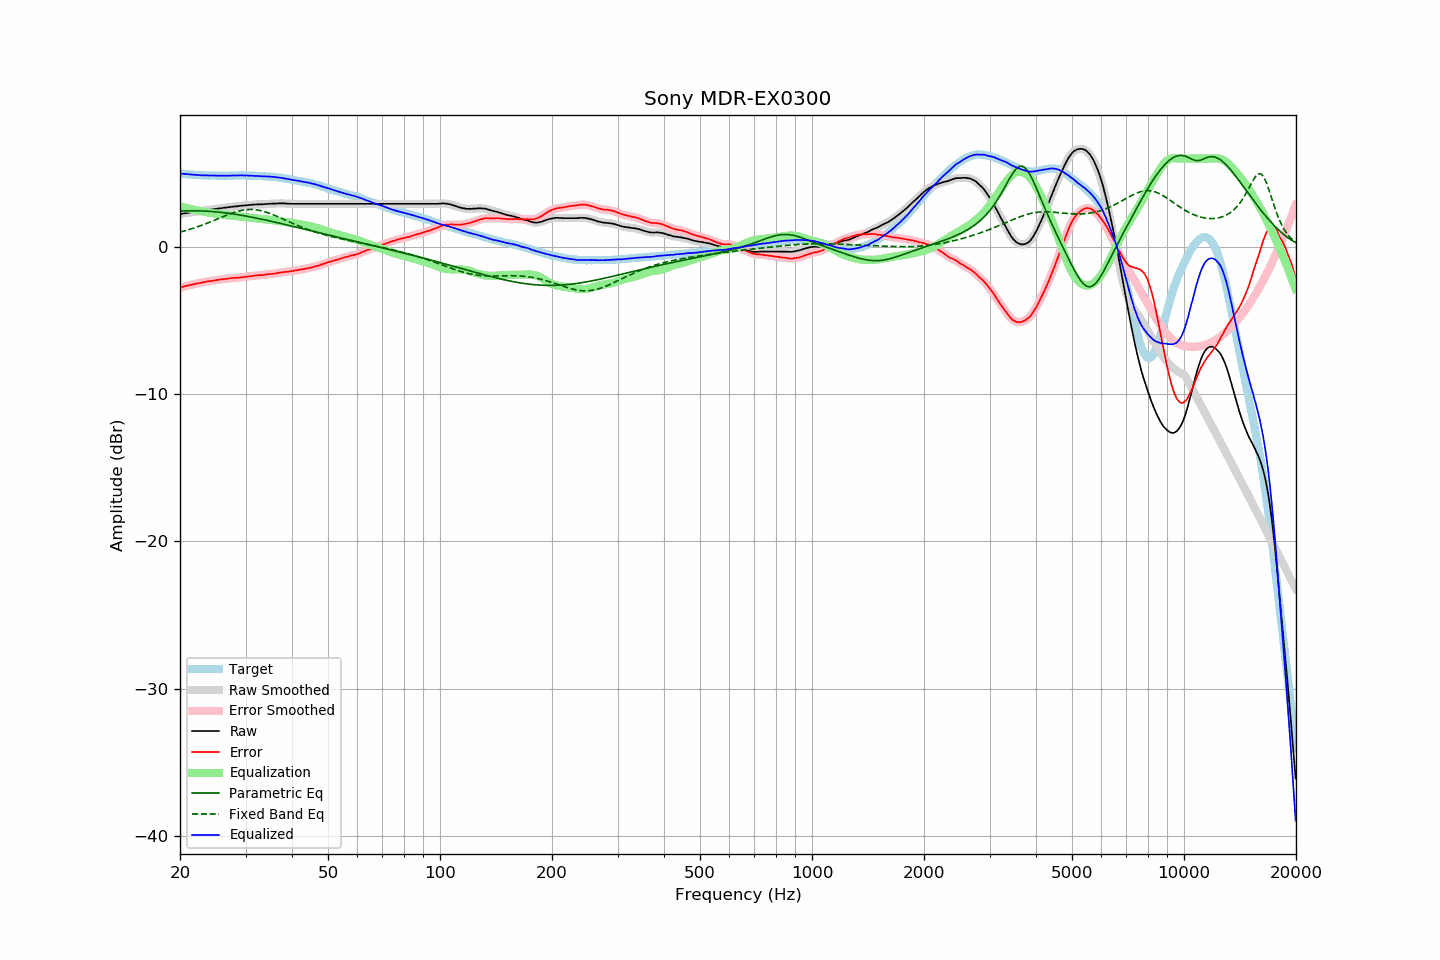 Sony MDR-EX0300
Amplitude (dBr)
0
−10
−20
−30
−40
Target
Raw Smoothed
Error Smoothed
Raw
Error
Equalization
Parametric Eq
Fixed Band Eq
Equalized
20 50 100 200 500 1000 2000 5000 10000 20000
Frequency (Hz)